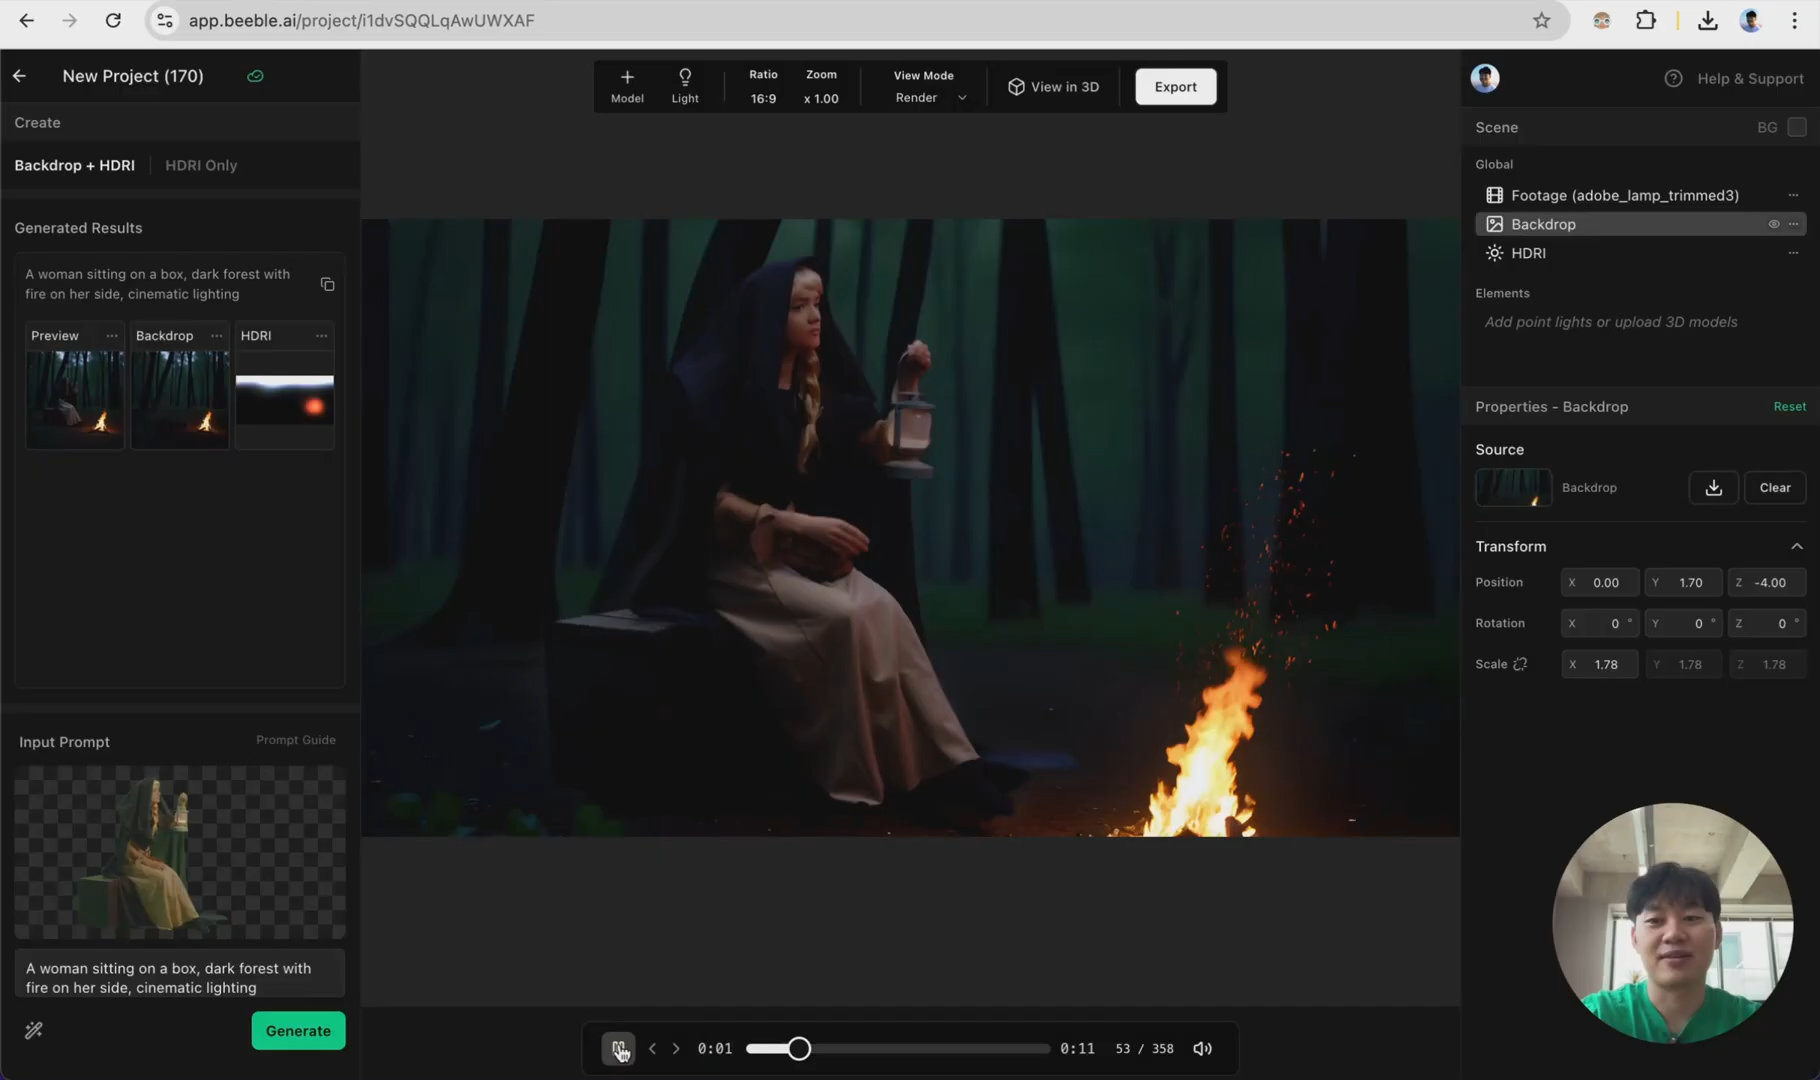 app.beeble.ai/project/i1dvSQQLqAwUWXAF
New Project (170)
Create
Backdrop + HDRI
HDRI Only
Generated Results
A woman sitting on a box, dark forest with
fire on her side, cinematic lighting
Preview
Backdrop
HDRI
Input Prompt
Prompt Guide
A woman sitting on a box, dark forest with
fire on her side, cinematic lighting
Generate
Model
Light
Ratio
16:9
Zoom
x 1.00
View Mode
Render
View in 3D
Export
0:01
0:11
53 / 358
Help & Support
Scene
BG
Global
Footage (adobe_lamp_trimmed3)
Backdrop
HDRI
Elements
Add point lights or upload 3D models
Properties - Backdrop
Reset
Source
Backdrop
Clear
Transform
Position X 0.00 Y 1.70 Z -4.00
Rotation X 0 ° Y 0 ° Z 0 °
Scale X 1.78 Y 1.78 Z 1.78